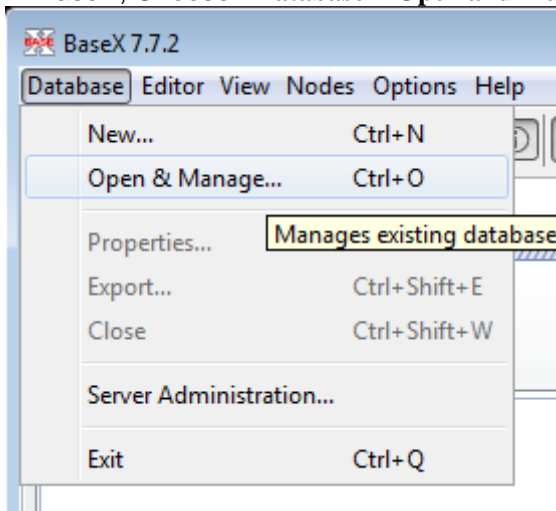 BaseX 7.7.2
Database Editor View Nodes Options Help
New... Ctrl+N
Open & Manage... Ctrl+O
Manages existing database
Properties...
Export... Ctrl+Shift+E
Close Ctrl+Shift+W
Server Administration...
Exit Ctrl+Q